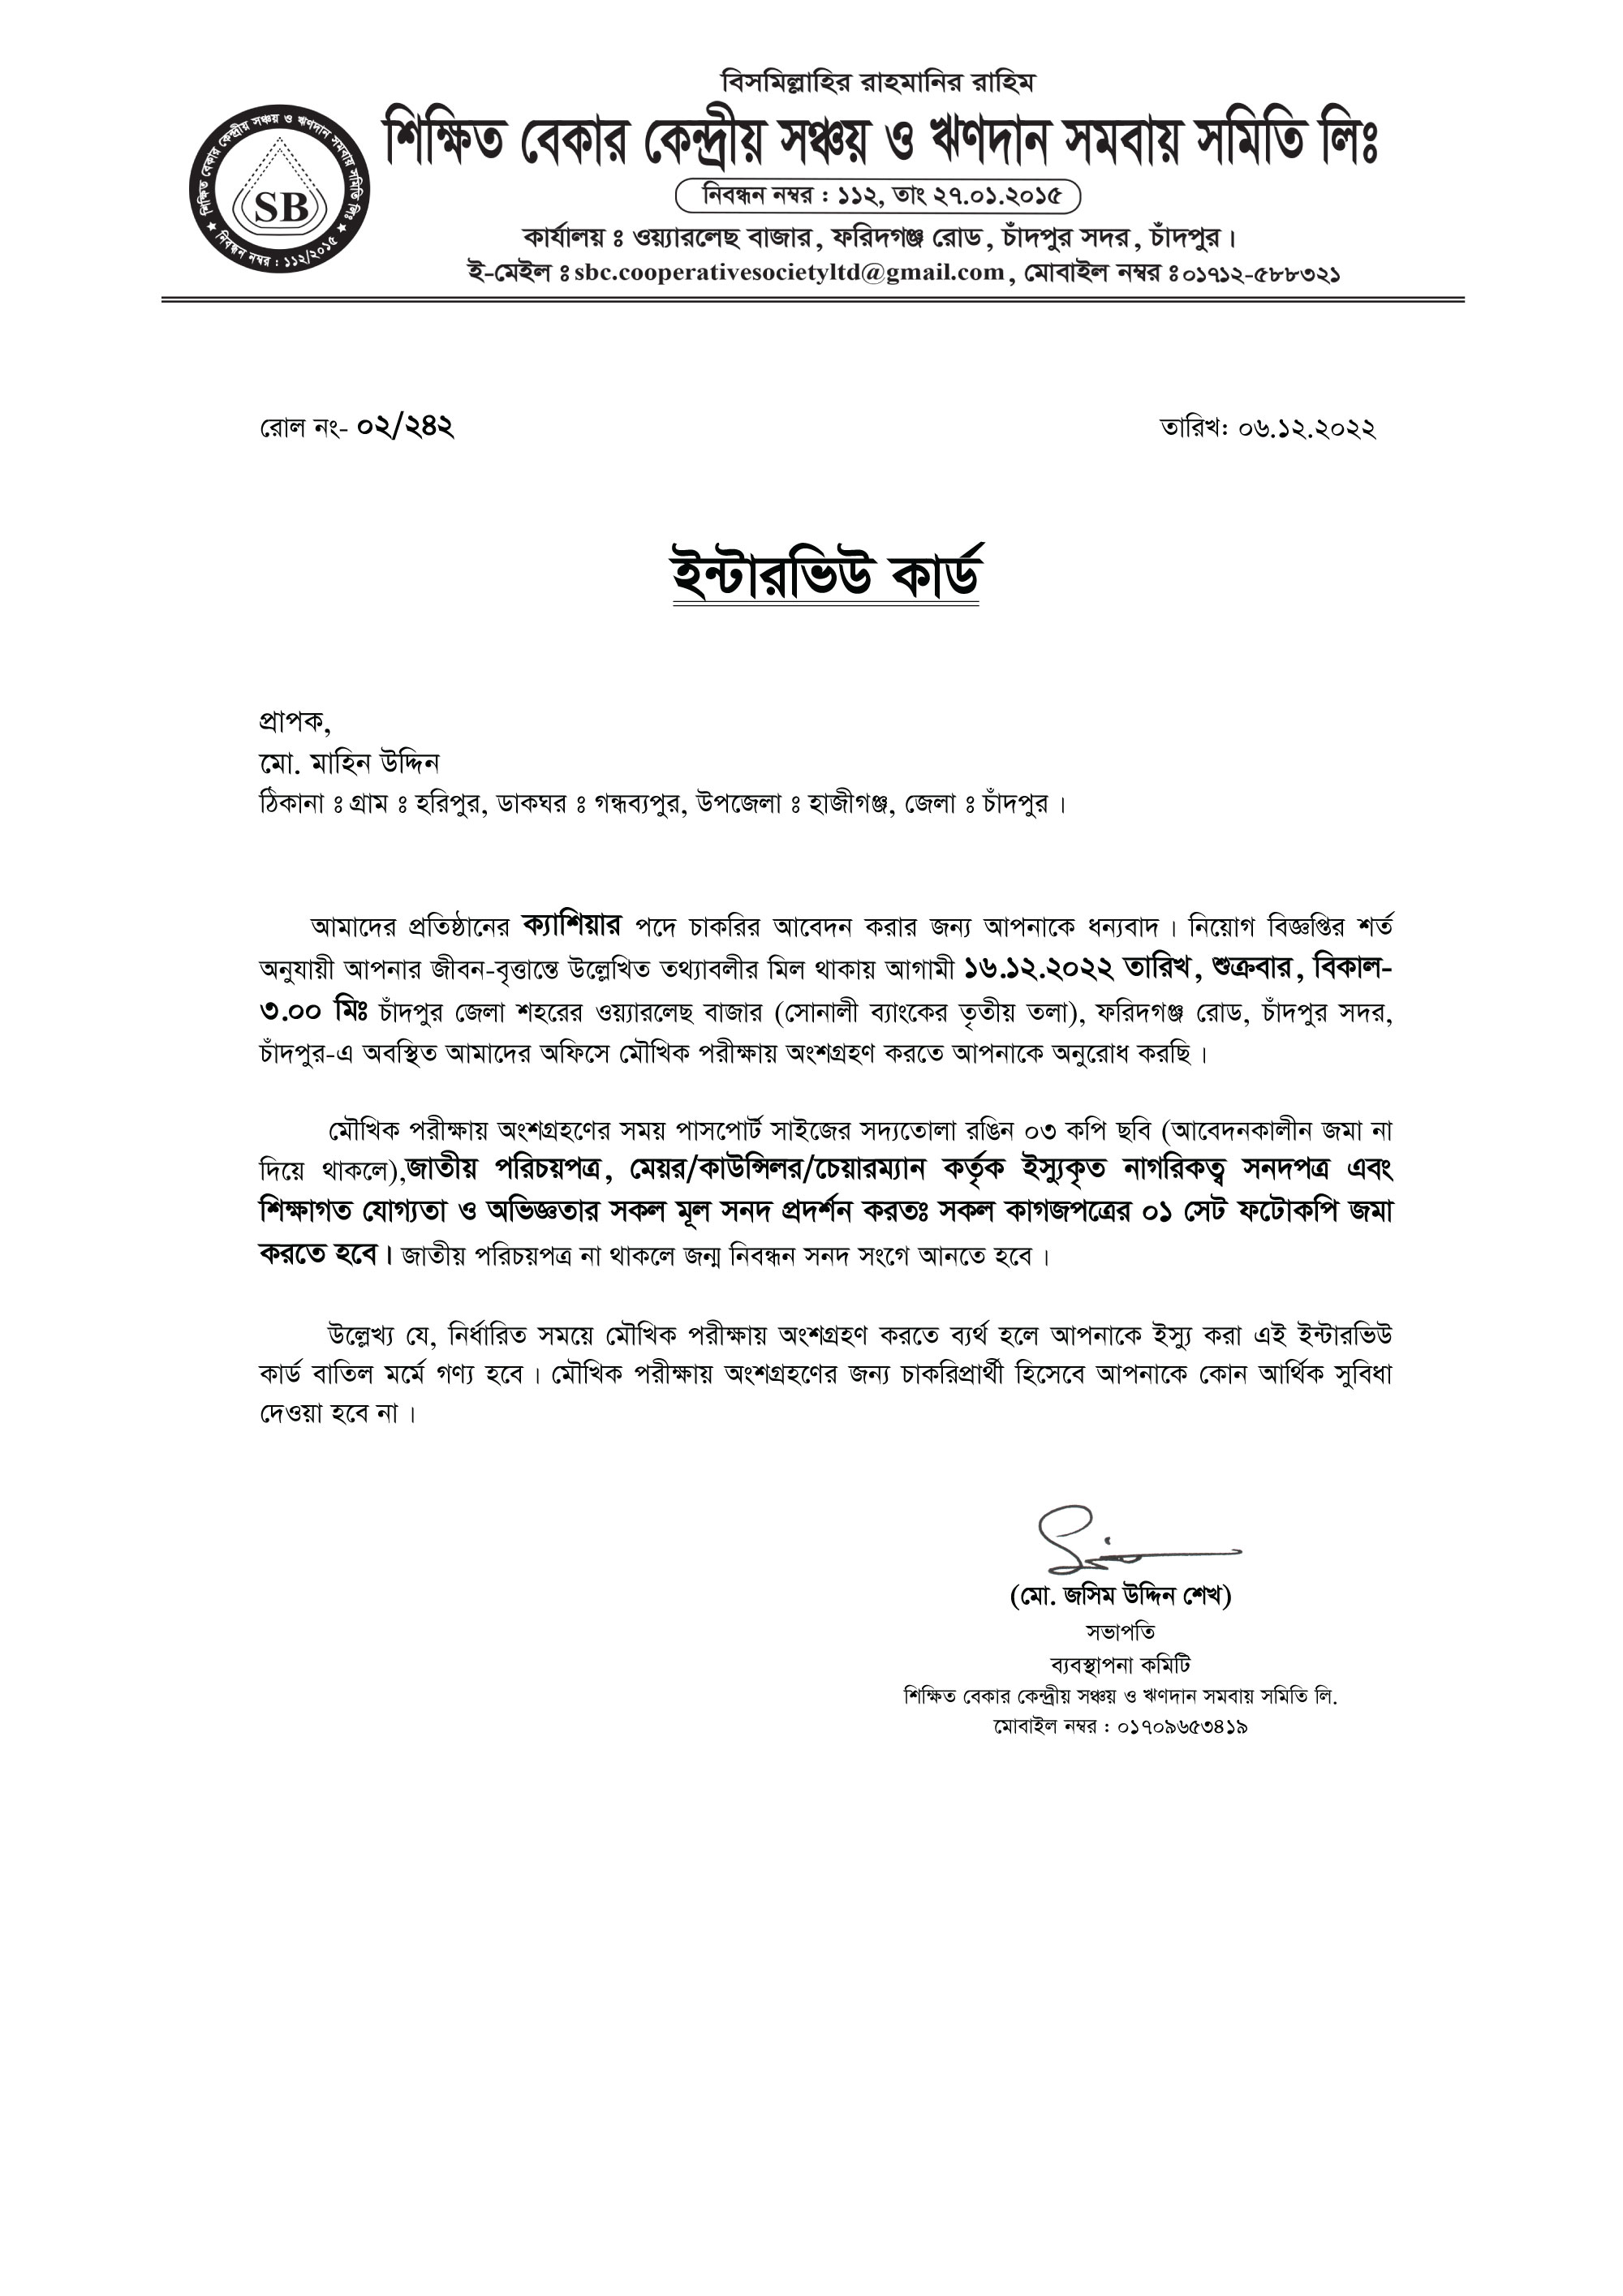 বিসমিল্লাহির রাহমানির রাহিম
শিক্ষিত বেকার কেন্দ্রীয় সঞ্চয় ও ঋণদান সমবায় সমিতি লিঃ
শিক্ষিত বেকার কেন্দ্রীয় সঞ্চয় ও ঋণদান সমবায় সমিতি লিঃ
SB
★ নিবন্ধন নম্বর : ১১২/২০১৫ ★
নিবন্ধন নম্বর : ১১২, তাং ২৭.০১.২০১৫
কার্যালয় ঃ ওয়্যারলেছ বাজার, ফরিদগঞ্জ রোড, চাঁদপুর সদর, চাঁদপুর।
ই-মেইল ঃ sbc.cooperativesocietyltd@gmail.com, মোবাইল নম্বর ঃ ০১৭১২-৫৮৮৩২১
রোল নং- ০২/২৪২ তারিখ: ০৬.১২.২০২২
ইন্টারভিউ কার্ড
প্রাপক,
মো. মাহিন উদ্দিন
ঠিকানা ঃ গ্রাম ঃ হরিপুর, ডাকঘর ঃ গন্ধব্যপুর, উপজেলা ঃ হাজীগঞ্জ, জেলা ঃ চাঁদপুর।
আমাদের প্রতিষ্ঠানের ক্যাশিয়ার পদে চাকরির আবেদন করার জন্য আপনাকে ধন্যবাদ। নিয়োগ বিজ্ঞপ্তির শর্ত
অনুযায়ী আপনার জীবন-বৃত্তান্তে উল্লেখিত তথ্যাবলীর মিল থাকায় আগামী ১৬.১২.২০২২ তারিখ, শুক্রবার, বিকাল-
৩.০০ মিঃ চাঁদপুর জেলা শহরের ওয়্যারলেছ বাজার (সোনালী ব্যাংকের তৃতীয় তলা), ফরিদগঞ্জ রোড, চাঁদপুর সদর,
চাঁদপুর-এ অবস্থিত আমাদের অফিসে মৌখিক পরীক্ষায় অংশগ্রহণ করতে আপনাকে অনুরোধ করছি।
মৌখিক পরীক্ষায় অংশগ্রহণের সময় পাসপোর্ট সাইজের সদ্যতোলা রঙিন ০৩ কপি ছবি (আবেদনকালীন জমা না
দিয়ে থাকলে),জাতীয় পরিচয়পত্র, মেয়র/কাউন্সিলর/চেয়ারম্যান কর্তৃক ইস্যুকৃত নাগরিকত্ব সনদপত্র এবং
শিক্ষাগত যোগ্যতা ও অভিজ্ঞতার সকল মূল সনদ প্রদর্শন করতঃ সকল কাগজপত্রের ০১ সেট ফটোকপি জমা
করতে হবে। জাতীয় পরিচয়পত্র না থাকলে জন্ম নিবন্ধন সনদ সংগে আনতে হবে।
উল্লেখ্য যে, নির্ধারিত সময়ে মৌখিক পরীক্ষায় অংশগ্রহণ করতে ব্যর্থ হলে আপনাকে ইস্যু করা এই ইন্টারভিউ
কার্ড বাতিল মর্মে গণ্য হবে। মৌখিক পরীক্ষায় অংশগ্রহণের জন্য চাকরিপ্রার্থী হিসেবে আপনাকে কোন আর্থিক সুবিধা
দেওয়া হবে না।
(মো. জসিম উদ্দিন শেখ)
সভাপতি
ব্যবস্থাপনা কমিটি
শিক্ষিত বেকার কেন্দ্রীয় সঞ্চয় ও ঋণদান সমবায় সমিতি লি.
মোবাইল নম্বর : ০১৭০৯৬৫৩৪১৯